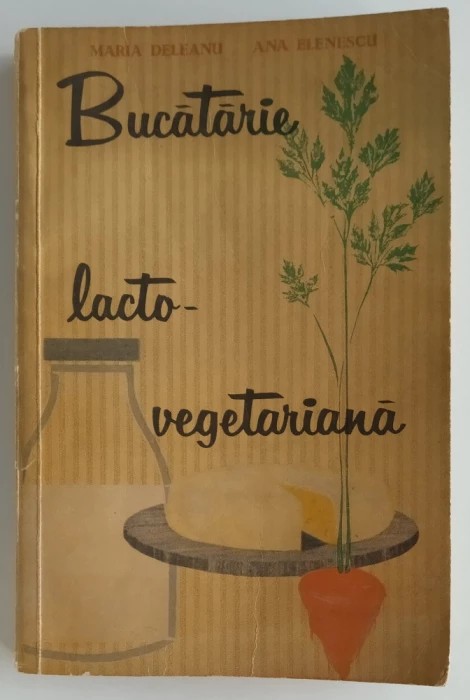 MARIA DELEANU ANA ELENESCU
Bucătărie
lacto-
vegetariană